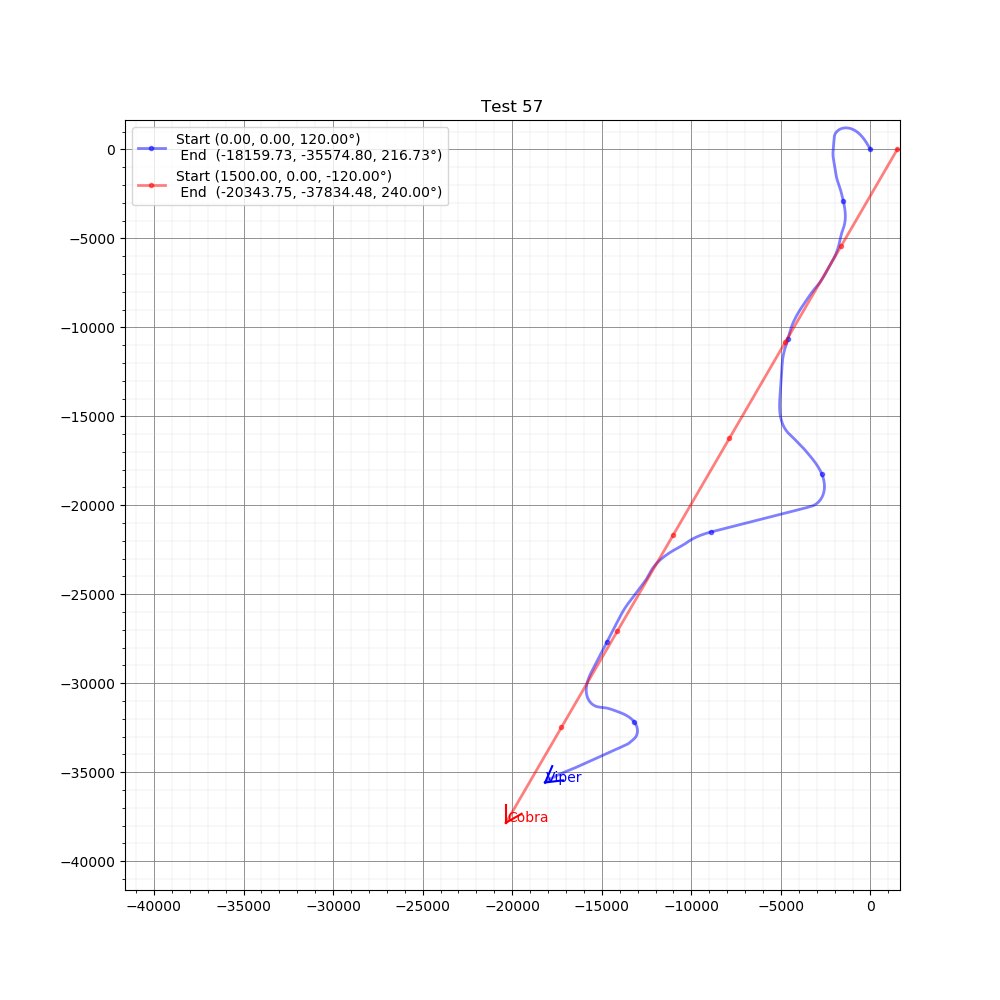 Test 57
Start (0.00, 0.00, 120.00°)
End  (-18159.73, -35574.80, 216.73°)
Start (1500.00, 0.00, -120.00°)
End  (-20343.75, -37834.48, 240.00°)
0
−5000
−10000
−15000
−20000
−25000
−30000
−35000
−40000
Viper
Cobra
−40000 −35000 −30000 −25000 −20000 −15000 −10000 −5000 0